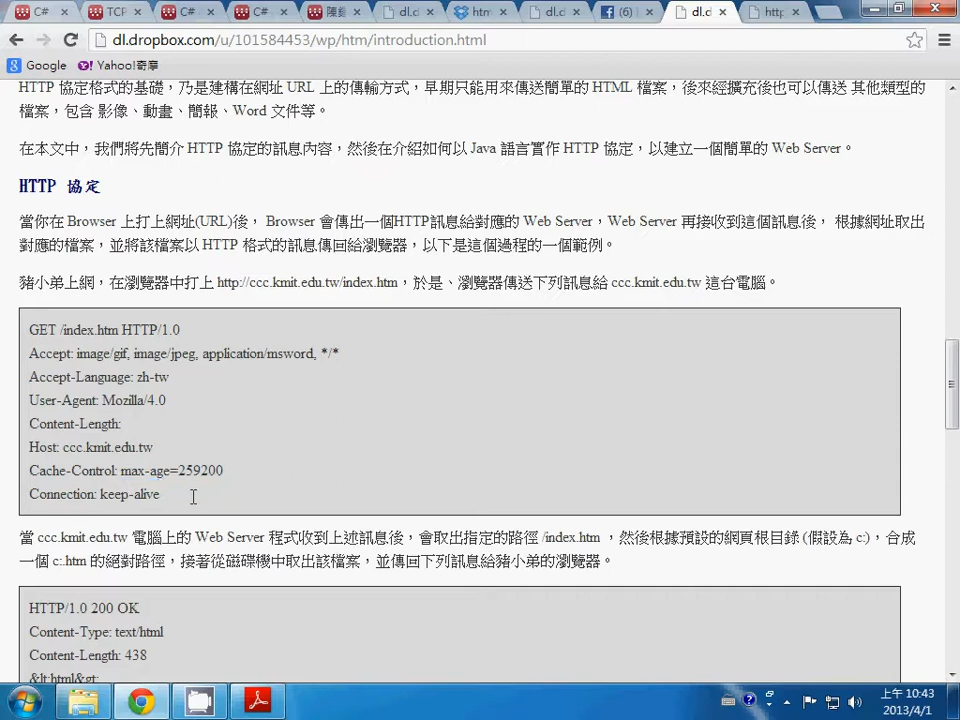 C#
TCP
C#
C#
陳
dl.d
htm
dl.d
(6)
dl.d
http
dl.dropbox.com/u/101584453/wp/htm/introduction.html
Google
Yahoo!奇摩
HTTP 協定格式的基礎，乃是建構在網址 URL 上的傳輸方式，早期只能用來傳送簡單的 HTML 檔案，後來經擴充後也可以傳送 其他類型的
檔案，包含 影像、動畫、簡報、Word 文件等。
在本文中，我們將先簡介 HTTP 協定的訊息內容，然後在介紹如何以 Java 語言實作 HTTP 協定，以建立一個簡單的 Web Server。
HTTP 協定
當你在 Browser 上打上網址(URL)後， Browser 會傳出一個HTTP訊息給對應的 Web Server，Web Server 再接收到這個訊息後， 根據網址取出
對應的檔案，並將該檔案以 HTTP 格式的訊息傳回給瀏覽器，以下是這個過程的一個範例。
豬小弟上網，在瀏覽器中打上 http://ccc.kmit.edu.tw/index.htm，於是、瀏覽器傳送下列訊息給 ccc.kmit.edu.tw 這台電腦。
GET /index.htm HTTP/1.0
Accept: image/gif, image/jpeg, application/msword, */*
Accept-Language: zh-tw
User-Agent: Mozilla/4.0
Content-Length:
Host: ccc.kmit.edu.tw
Cache-Control: max-age=259200
Connection: keep-alive
當 ccc.kmit.edu.tw 電腦上的 Web Server 程式收到上述訊息後，會取出指定的路徑 /index.htm ，然後根據預設的網頁根目錄 (假設為 c:)，合成
一個 c:.htm 的絕對路徑，接著從磁碟機中取出該檔案，並傳回下列訊息給豬小弟的瀏覽器。
HTTP/1.0 200 OK
Content-Type: text/html
Content-Length: 438
&lt;html&gt;
上午 10:43
2013/4/1